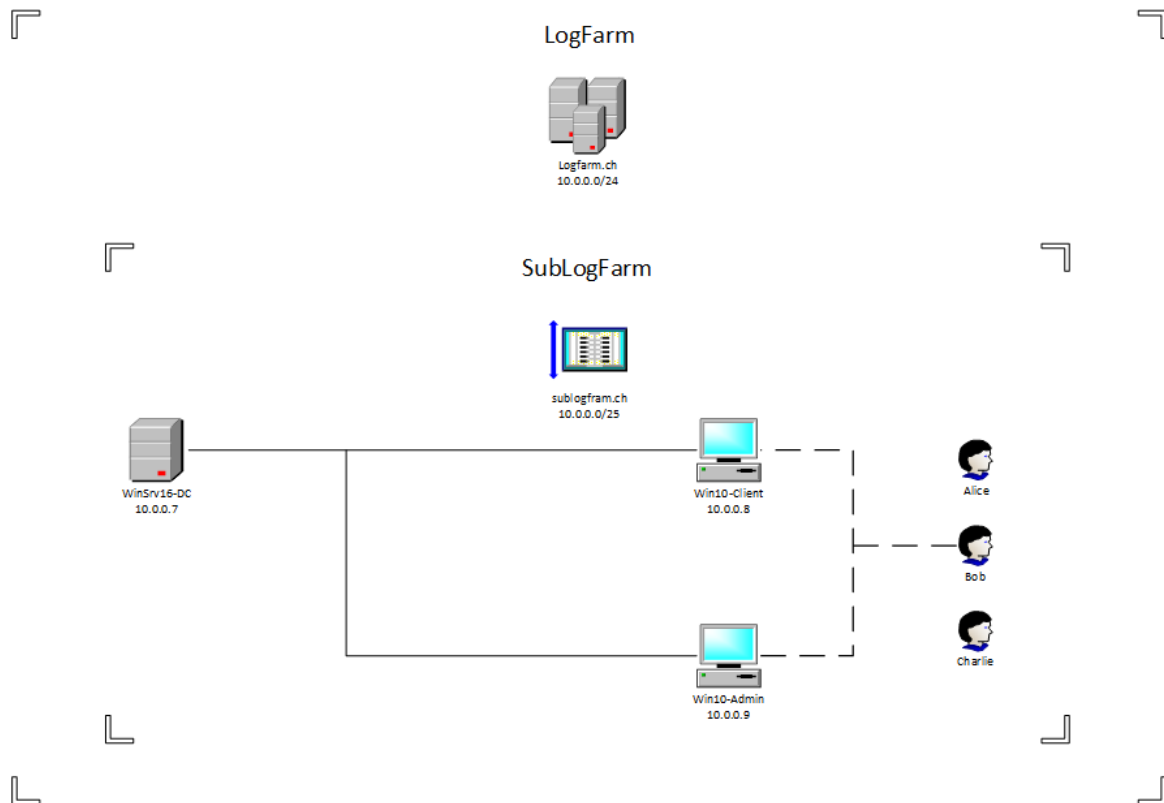 LogFarm
Logfarm.ch
10.0.0.0/24
SubLogFarm
sublogfram.ch
10.0.0.0/25
WinSrv16-DC
10.0.0.7
Win10-Client
10.0.0.8
Alice
Bob
Charlie
Win10-Admin
10.0.0.9